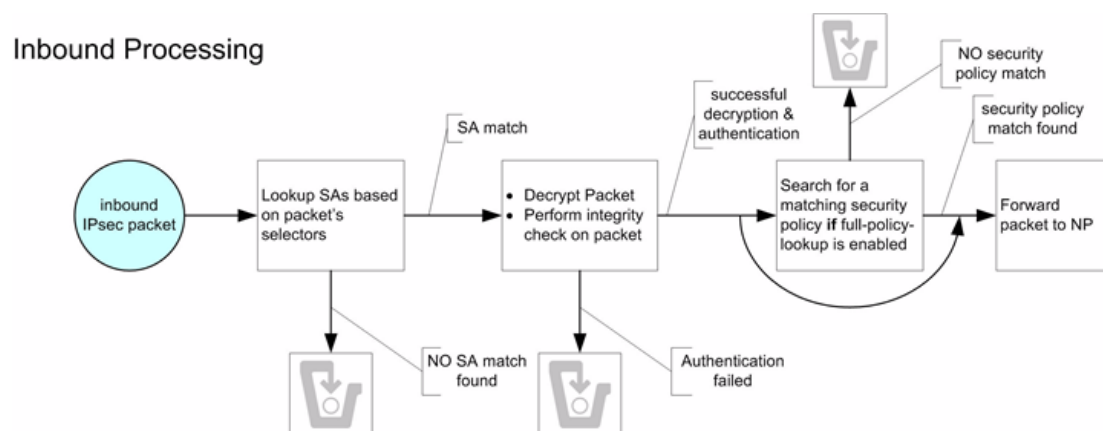 Inbound Processing
NO security
policy match
successful
decryption &
authentication
security policy
match found
SA match
inbound
IPsec packet
Lookup SAs based
on packet's
selectors
• Decrypt Packet
• Perform integrity
check on packet
Search for a
matching security
policy if full-policy-
lookup is enabled
Forward
packet to NP
NO SA match
found
Authentication
failed